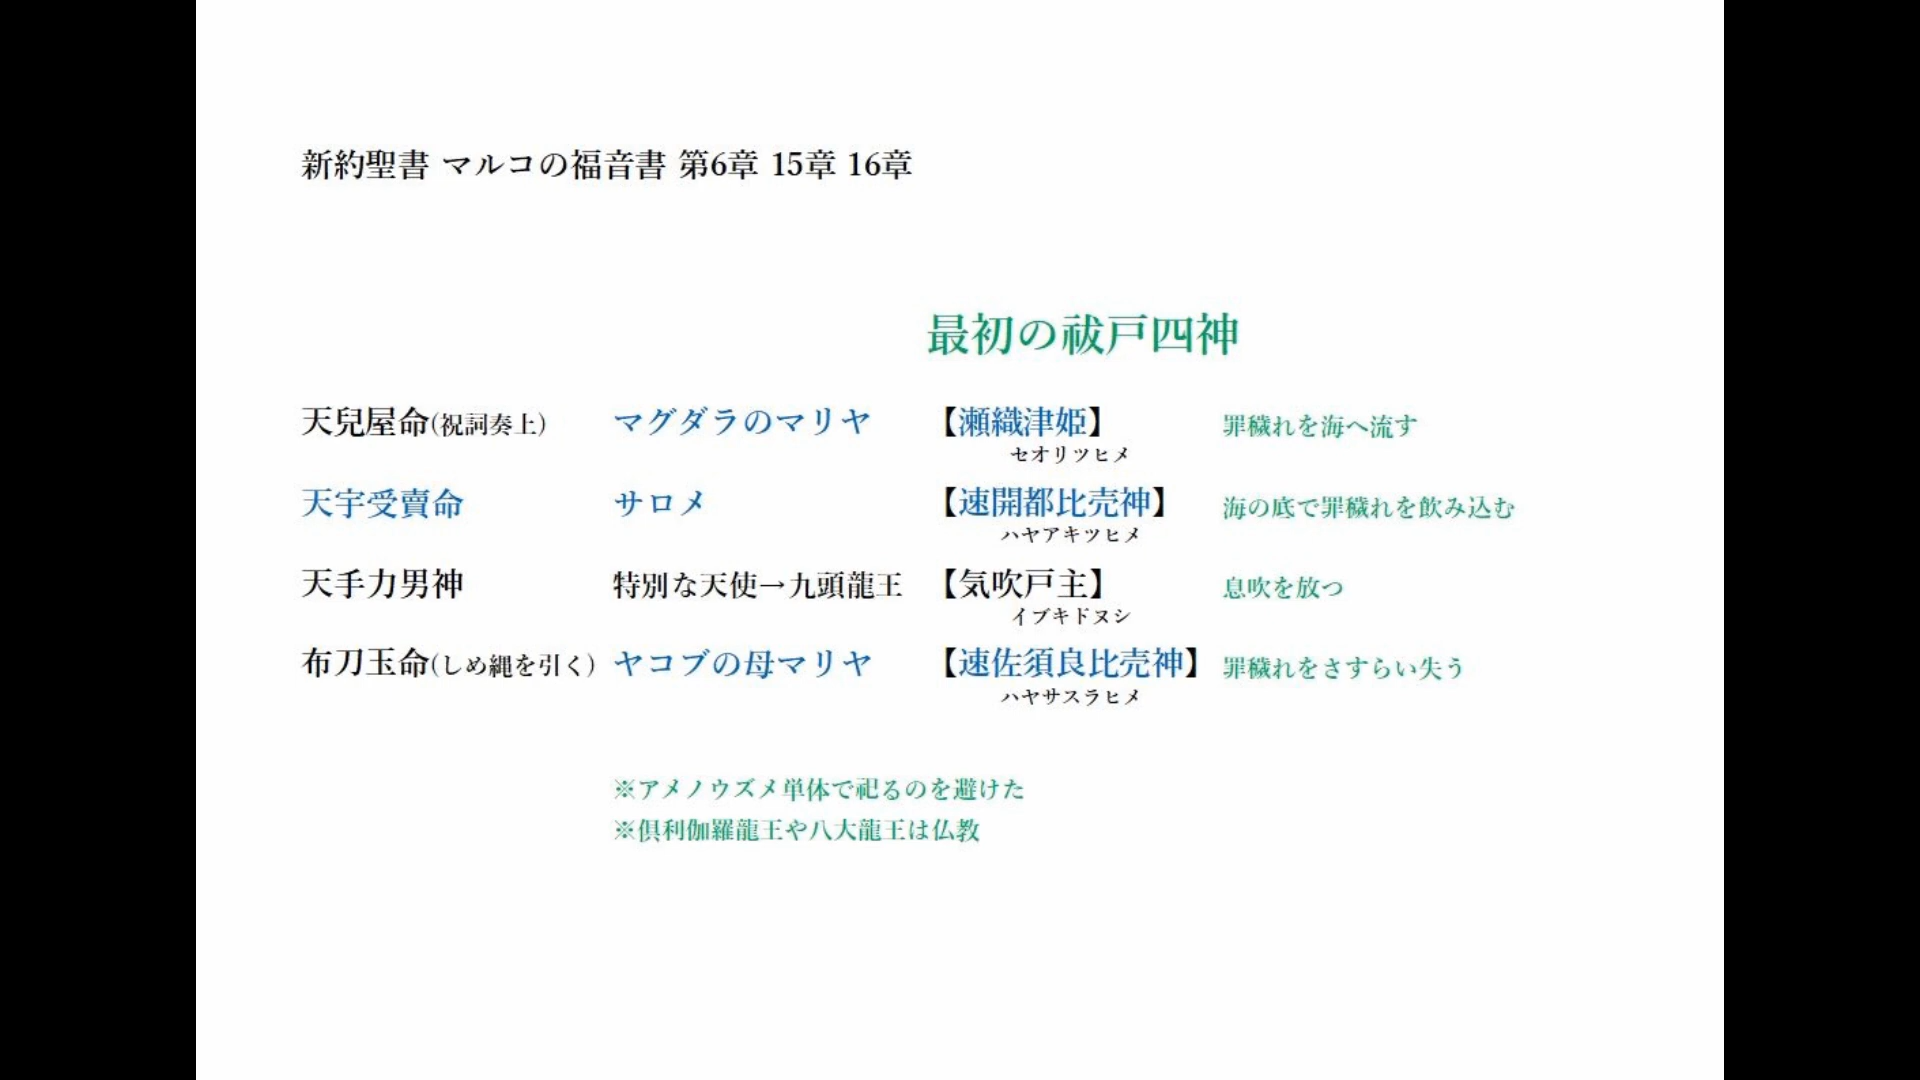 新約聖書 マルコの福音書 第6章 15章 16章
最初の祓戸四神
天兒屋命(祝詞奏上) マグダラのマリヤ 【瀬織津姫】 罪穢れを海へ流す
セオリツヒメ
天宇受賣命 サロメ 【速開都比売神】 海の底で罪穢れを飲み込む
ハヤアキツヒメ
天手力男神 特別な天使→九頭龍王 【気吹戸主】 息吹を放つ
イブキドヌシ
布刀玉命(しめ縄を引く) ヤコブの母マリヤ 【速佐須良比売神】 罪穢れをさすらい失う
ハヤサスラヒメ
※アメノウズメ単体で祀るのを避けた
※倶利伽羅龍王や八大龍王は仏教